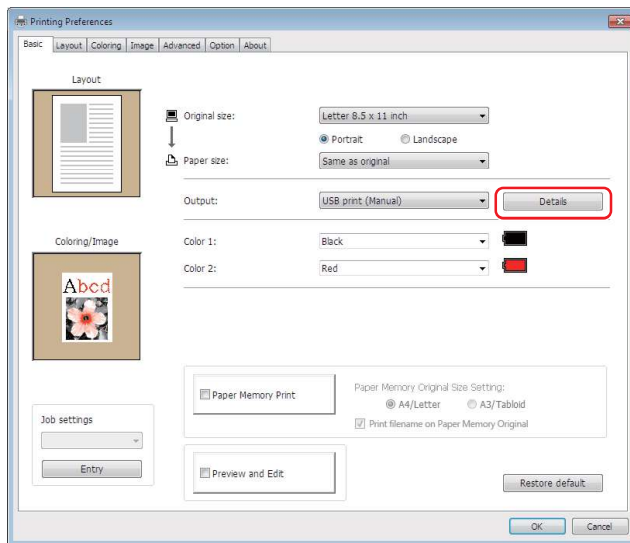 Printing Preferences
Basic Layout Coloring Image Advanced Option About
Layout
Original size: Letter 8.5 x 11 inch
Portrait Landscape
Paper size: Same as original
Output: USB print (Manual) Details
Coloring/Image
Color 1: Black
Color 2: Red
Abcd
Paper Memory Print
Paper Memory Original Size Setting:
A4/Letter A3/Tabloid
Print filename on Paper Memory Original
Job settings
Entry
Preview and Edit
Restore default
OK Cancel